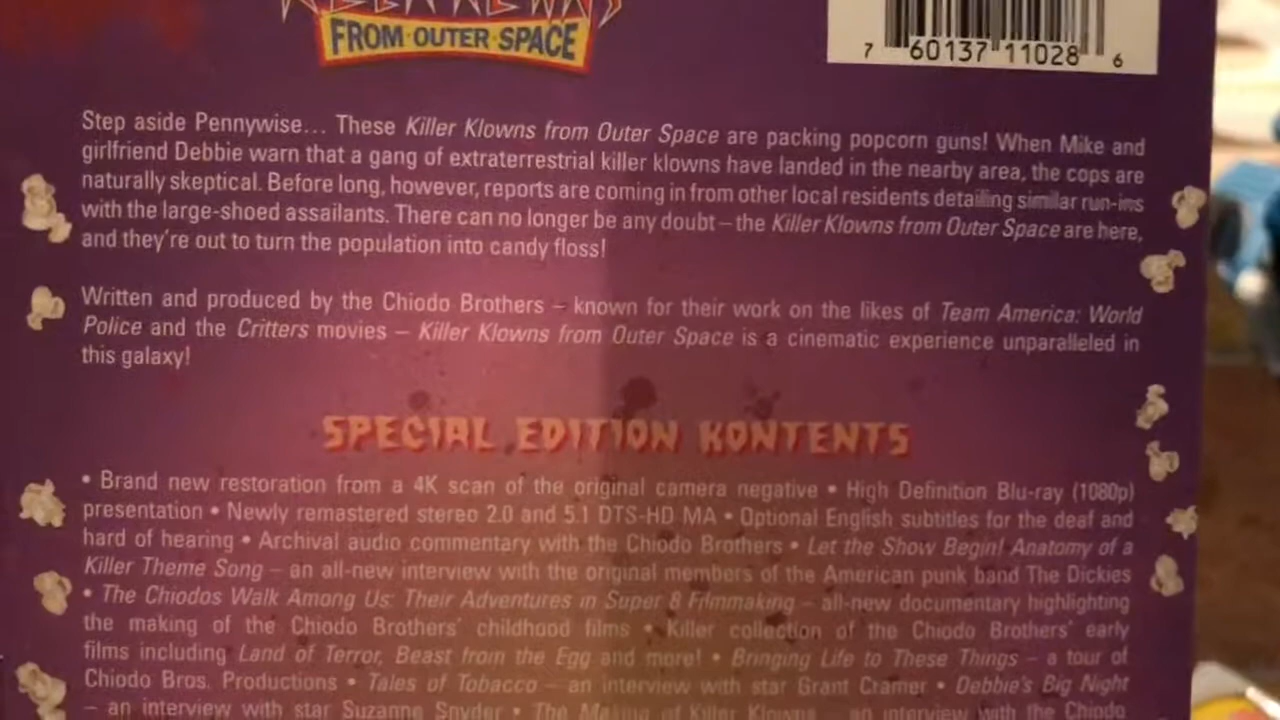 KILLER KLOWNS
FROM OUTER SPACE
7 60137 11028 6
Step aside Pennywise... These Killer Klowns from Outer Space are packing popcorn guns! When Mike and
girlfriend Debbie warn that a gang of extraterrestrial killer klowns have landed in the nearby area, the cops are
naturally skeptical. Before long, however, reports are coming in from other local residents detailing similar run-ins
with the large-shoed assailants. There can no longer be any doubt – the Killer Klowns from Outer Space are here,
and they're out to turn the population into candy floss!
Written and produced by the Chiodo Brothers – known for their work on the likes of Team America: World
Police and the Critters movies – Killer Klowns from Outer Space is a cinematic experience unparalleled in
this galaxy!
SPECIAL EDITION KONTENTS
• Brand new restoration from a 4K scan of the original camera negative • High Definition Blu-ray (1080p)
presentation • Newly remastered stereo 2.0 and 5.1 DTS-HD MA • Optional English subtitles for the deaf and
hard of hearing • Archival audio commentary with the Chiodo Brothers • Let the Show Begin! Anatomy of a
Killer Theme Song – an all-new interview with the original members of the American punk band The Dickies
• The Chiodos Walk Among Us: Their Adventures in Super 8 Filmmaking – all-new documentary highlighting
the making of the Chiodo Brothers' childhood films • Killer collection of the Chiodo Brothers' early
films including Land of Terror, Beast from the Egg and more! • Bringing Life to These Things – a tour of
Chiodo Bros. Productions • Tales of Tobacco – an interview with star Grant Cramer • Debbie's Big Night
– an interview with star Suzanne Snyder • The Making of Killer Klowns – an interview with the Chiodo